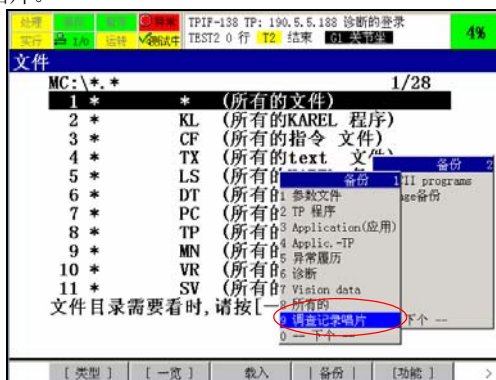 处理 异常 TPIF-138 TP: 190.5.5.188 诊断的登录
实行 I/O 运转 测试中 TEST2 0 行 T2 结束 G1 关节坐 4%
文件
MC:\*.* 1/28
1 * * (所有的文件)
2 * KL (所有的KAREL 程序)
3 * CF (所有的指令 文件)
4 * TX (所有的text 文件)
5 * LS (所有的
6 * DT (所有的
7 * PC (所有的
8 * TP (所有的
9 * MN (所有的
10 * VR (所有的
11 * SV (所有的
文件目录需要看时,请按[一
备份 1
1 参数文件
2 TP 程序
3 Application(应用)
4 Applic.-TP
5 异常履历
6 诊断
7 Vision data
8 所有的
9 调查记录唱片
0 -- 下个 --
备份 2
II programs
ge备份
下个 --
[ 类型 ] [ 一览 ] 载入 | 备份 | [功能 ] >